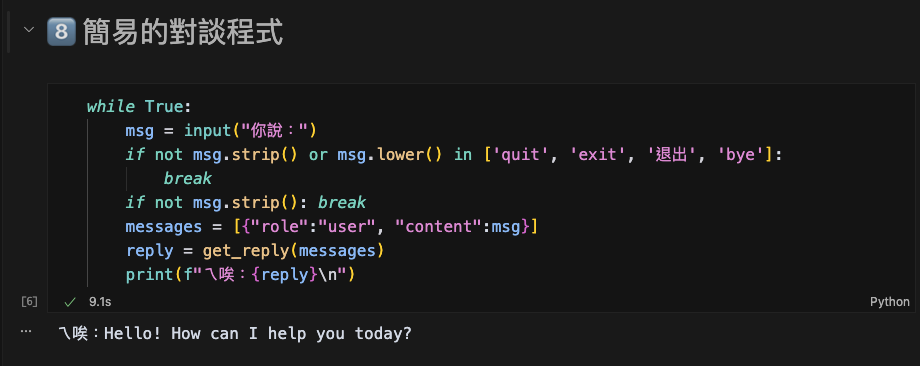 8 簡易的對談程式
while True:
    msg = input("你說：")
    if not msg.strip() or msg.lower() in ['quit', 'exit', '退出', 'bye']:
        break
    if not msg.strip(): break
    messages = [{"role":"user", "content":msg}]
    reply = get_reply(messages)
    print(f"ㄟ唉：{reply}\n")
[6] ✓ 9.1s Python
... ㄟ唉：Hello! How can I help you today?